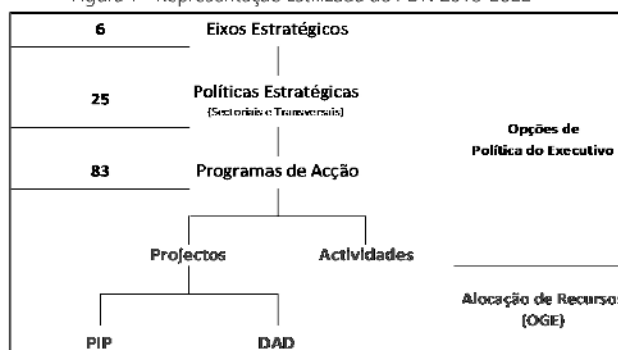 6 Eixos Estratégicos
25 Políticas Estratégicas
(Sectoriais e Transversais)
Opções de
Política do Executivo
83 Programas de Acção
Projectos Actividades
Alocação de Recursos
(OGE)
PIP DAD